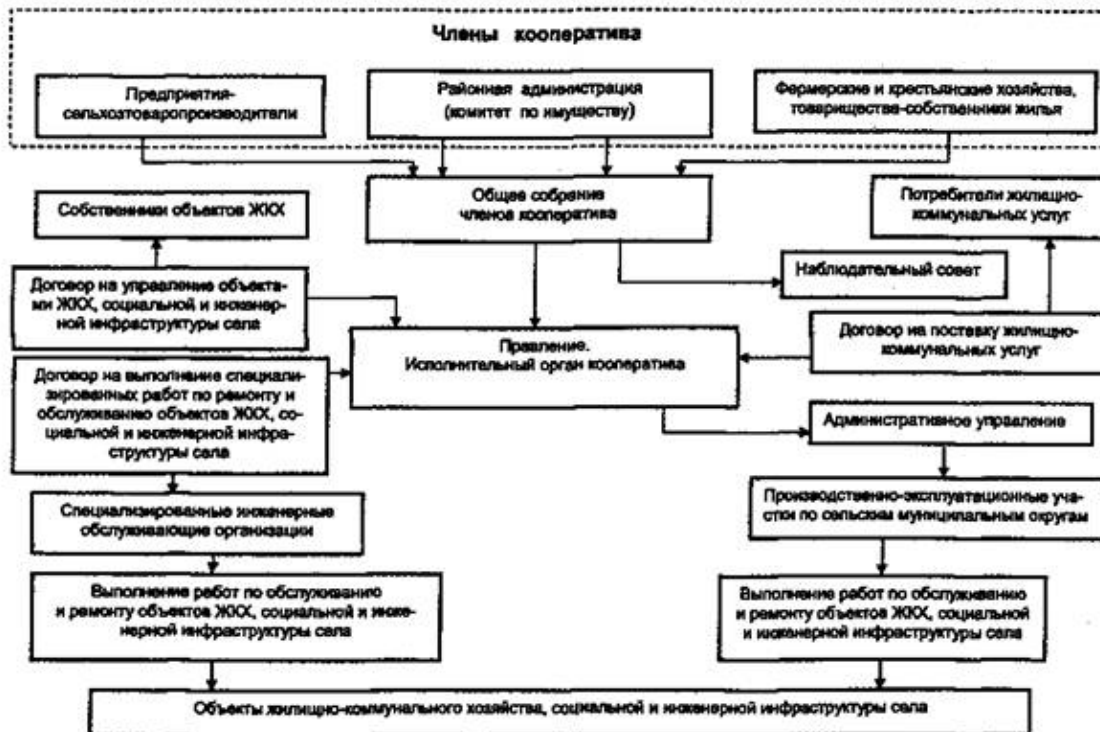 Члены кооператива
Предприятия-
сельхозтоваропроизводители
Районная администрация
(комитет по имуществу)
Фермерские и крестьянские хозяйства,
товарищества-собственники жилья
Общее собрание
членов кооператива
Собственники объектов ЖКХ
Потребители жилищно-
коммунальных услуг
Наблюдательный совет
Договор на управление объекта-
ми ЖКХ, социальной и инженер-
ной инфраструктуры села
Правление.
Исполнительный орган кооператива
Договор на поставку жилищно-
коммунальных услуг
Договор на выполнение специали-
зированных работ по ремонту и
обслуживанию объектов ЖКХ, со-
циальной и инженерной инфра-
структуры села
Административное управление
Специализированные инженерные
обслуживающие организации
Производственно-эксплуатационные уча-
стки по сельским муниципальным округам
Выполнение работ по обслуживанию
и ремонту объектов ЖКХ, социальной и инже-
нерной инфраструктуры села
Выполнение работ по обслуживанию
и ремонту объектов ЖКХ, социальной
и инженерной инфраструктуры села
Объекты жилищно-коммунального хозяйства, социальной и инженерной инфраструктуры села